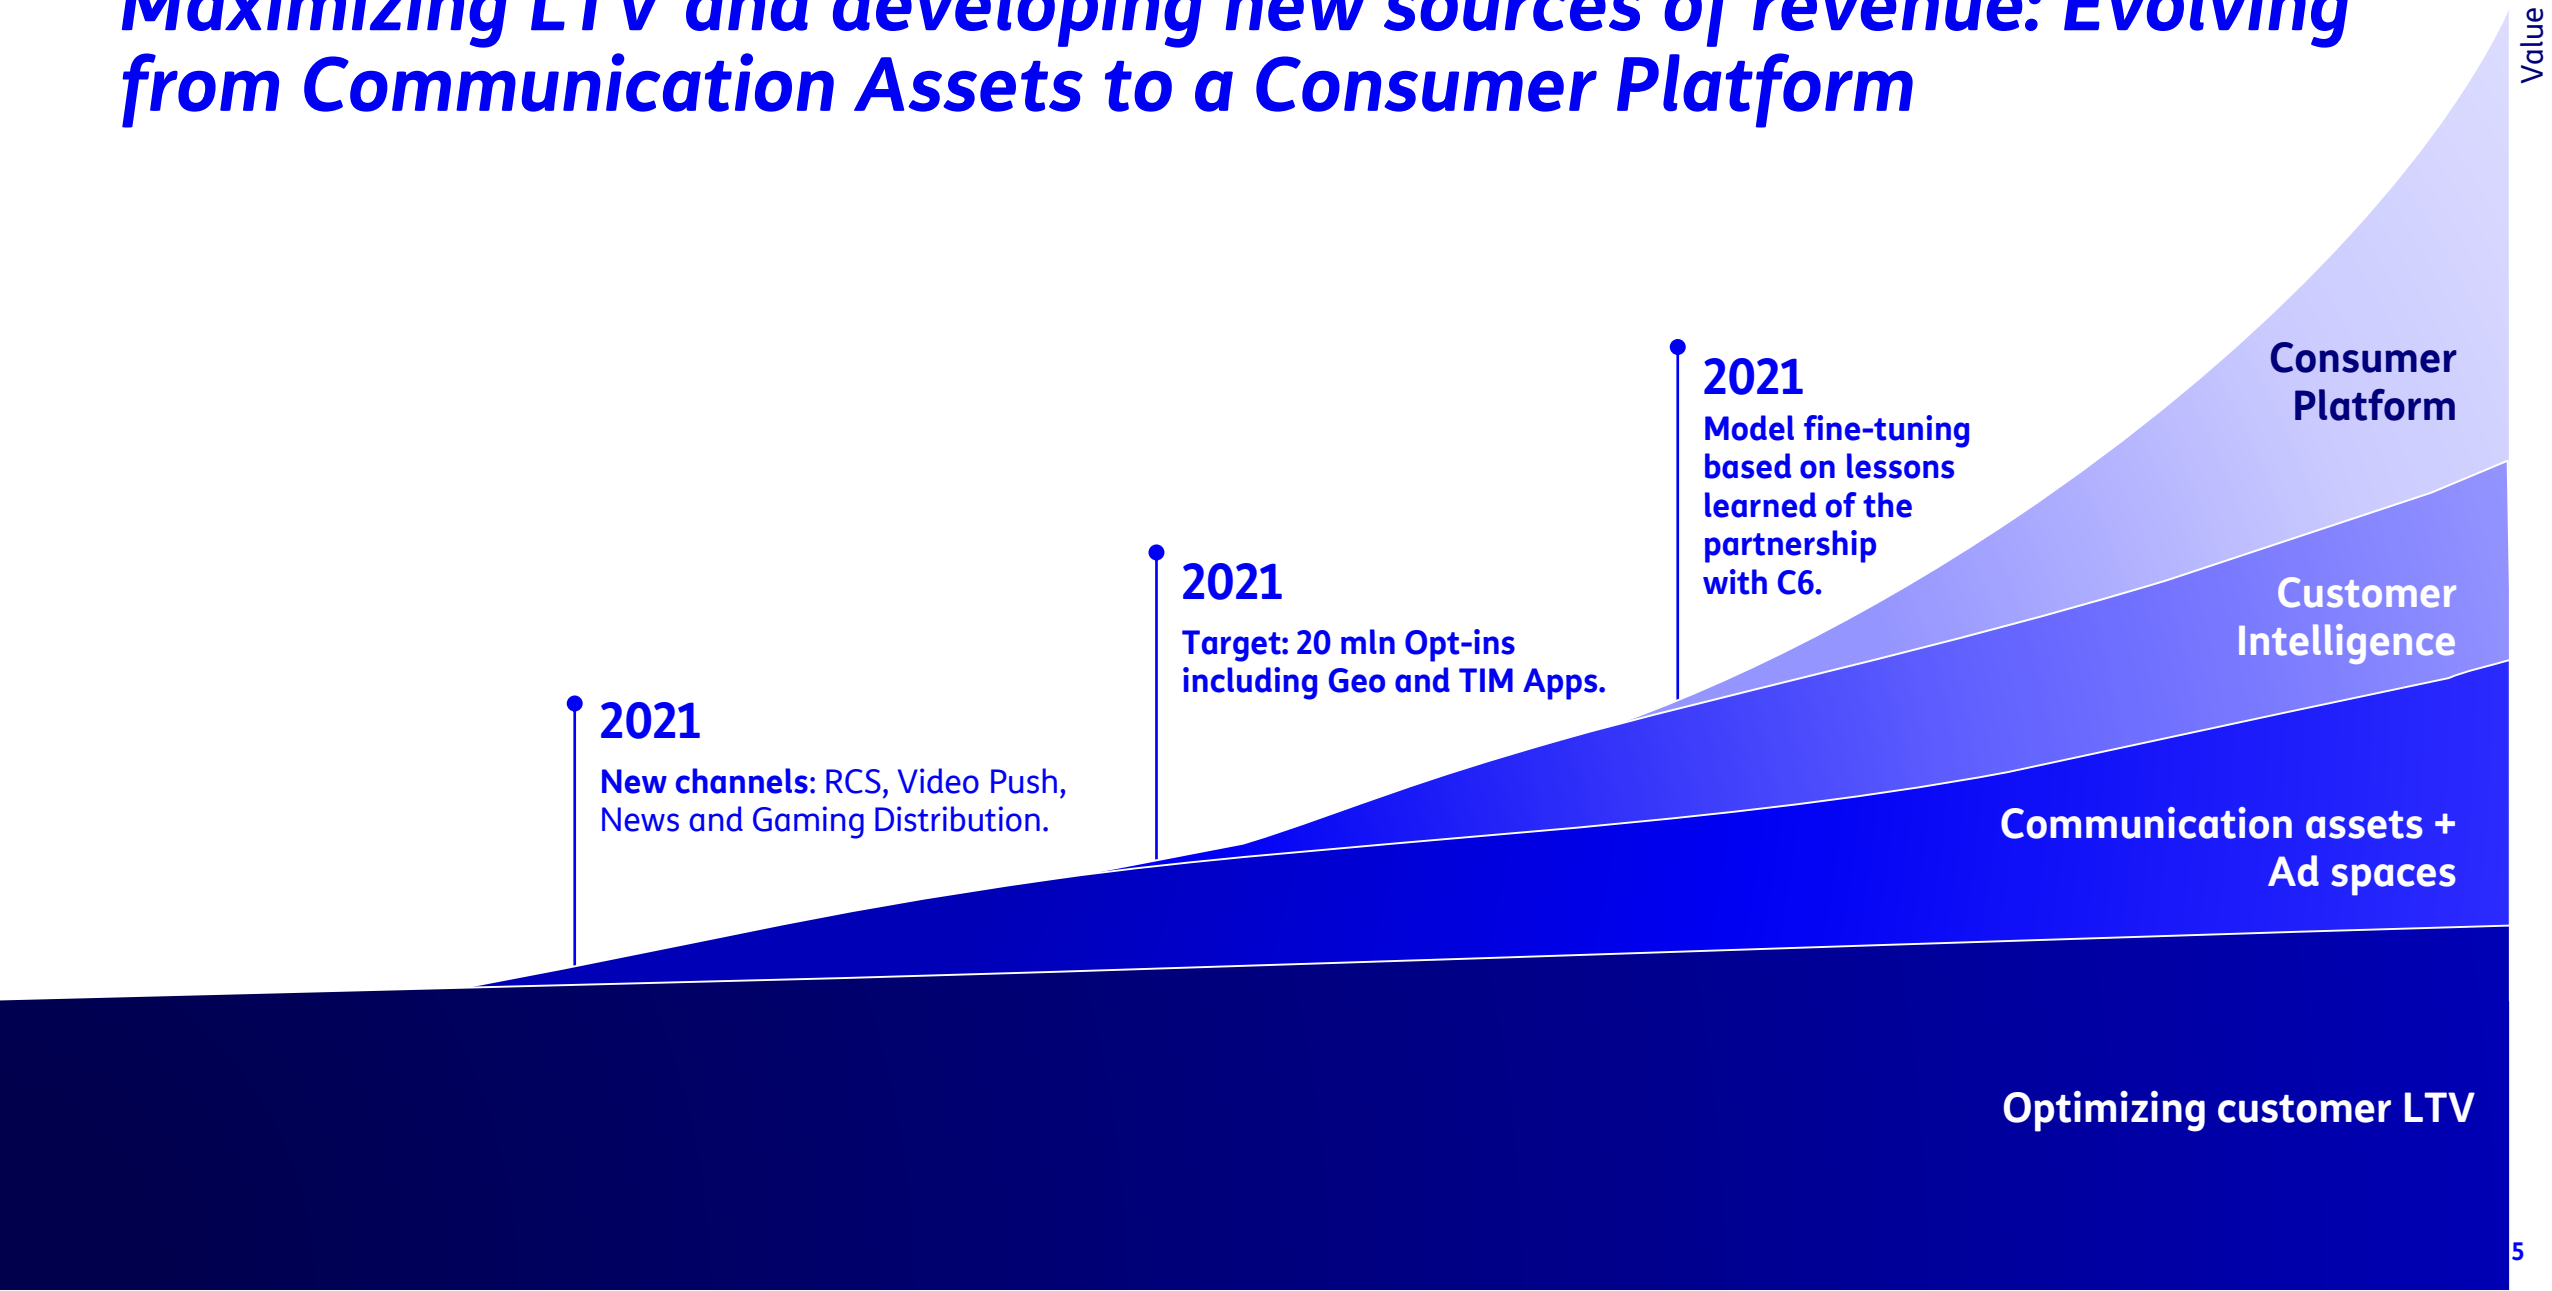 Maximizing LTV and developing new sources of revenue: Evolving
from Communication Assets to a Consumer Platform
Value
2021
Model fine-tuning
based on lessons
learned of the
partnership
with C6.
Consumer
Platform
2021
Target: 20 mln Opt-ins
including Geo and TIM Apps.
Customer
Intelligence
2021
New channels: RCS, Video Push,
News and Gaming Distribution.
Communication assets +
Ad spaces
Optimizing customer LTV
5